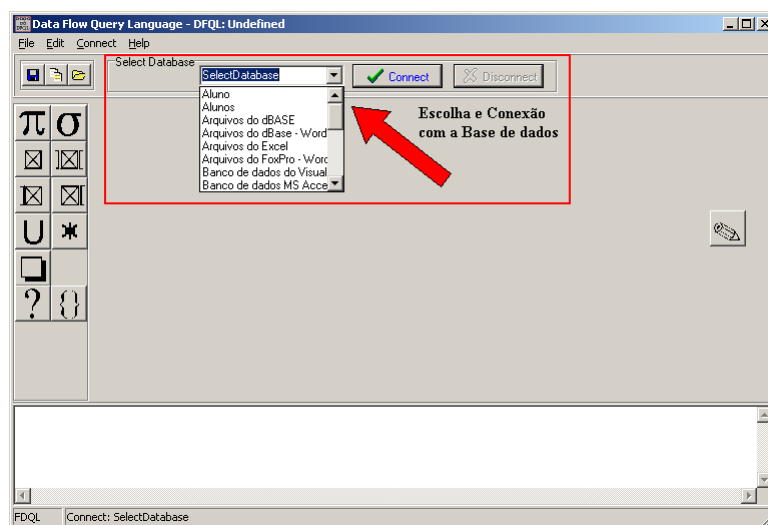 Data Flow Query Language - DFQL: Undefined
File Edit Connect Help
Select Database
SelectDatabase
Connect
Disconnect
Aluno
Alunos
Arquivos do dBASE
Arquivos do dBase - Word
Arquivos do Excel
Arquivos do FoxPro - Worc
Banco de dados do Visual
Banco de dados MS Acce
Escolha e Conexão
com a Base de dados
π σ
U *
? {}
FDQL Connect: SelectDatabase